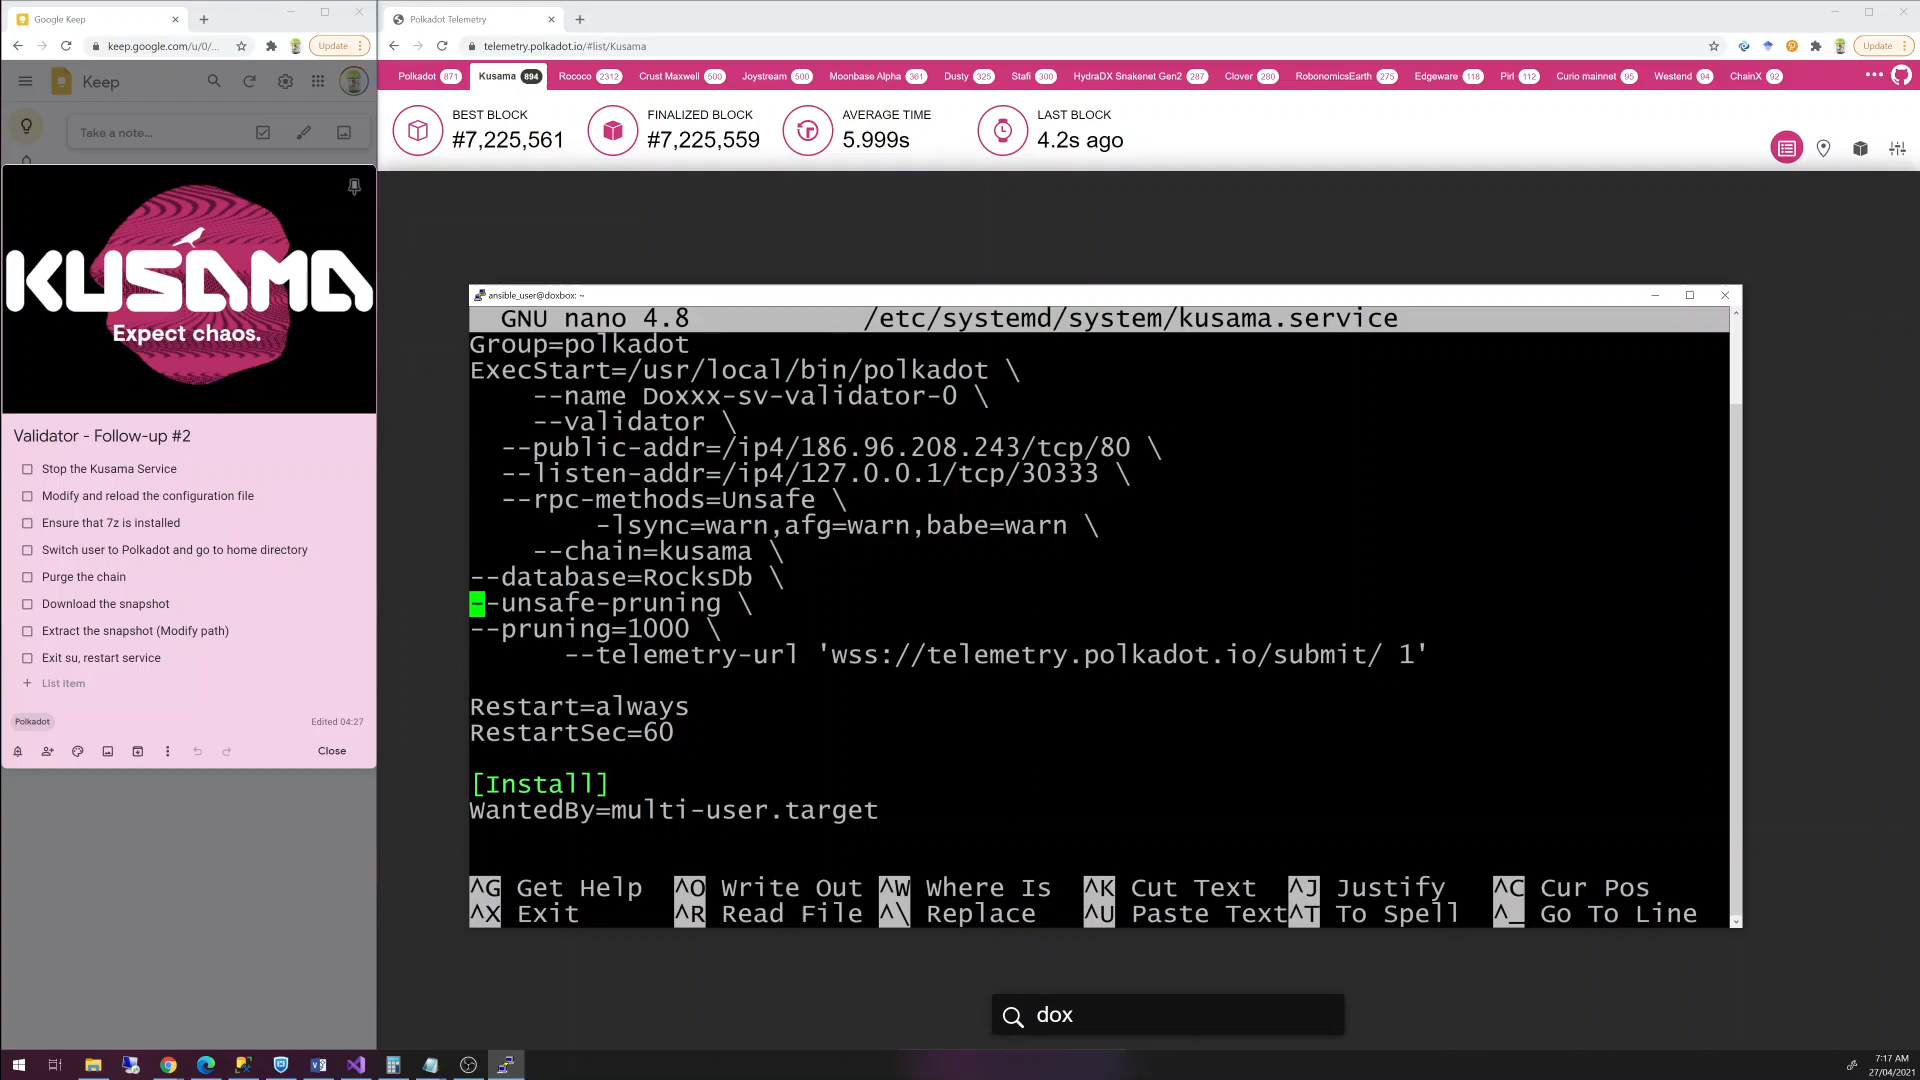 Google Keep
Update
keep.google.com/u/0/...
Keep
Take a note...
KUSAMA
Expect chaos.
Validator - Follow-up #2
Stop the Kusama Service
Modify and reload the configuration file
Ensure that 7z is installed
Switch user to Polkadot and go to home directory
Purge the chain
Download the snapshot
Extract the snapshot (Modify path)
Exit su, restart service
+ List item
Polkadot
Edited 04:27
Close
Polkadot Telemetry
telemetry.polkadot.io/#list/Kusama
Update
Polkadot 871 Kusama 894 Rococo 2312 Crust Maxwell 500 Joystream 500 Moonbase Alpha 361 Dusty 325 Stafi 300 HydraDX Snakenet Gen2 287 Clover 280 RobonomicsEarth 275 Edgeware 118 Pirl 112 Curio mainnet 95 Westend 94 ChainX 92
BEST BLOCK
#7,225,561
FINALIZED BLOCK
#7,225,559
AVERAGE TIME
5.999s
LAST BLOCK
4.2s ago
ansible_user@doxbox: ~
GNU nano 4.8 /etc/systemd/system/kusama.service
Group=polkadot
ExecStart=/usr/local/bin/polkadot \
--name Doxxx-sv-validator-0 \
--validator \
--public-addr=/ip4/186.96.208.243/tcp/80 \
--listen-addr=/ip4/127.0.0.1/tcp/30333 \
--rpc-methods=Unsafe \
-lsync=warn,afg=warn,babe=warn \
--chain=kusama \
--database=RocksDb \
--unsafe-pruning \
--pruning=1000 \
--telemetry-url 'wss://telemetry.polkadot.io/submit/ 1'
Restart=always
RestartSec=60
[Install]
WantedBy=multi-user.target
^G Get Help ^O Write Out ^W Where Is ^K Cut Text ^J Justify ^C Cur Pos
^X Exit ^R Read File ^\ Replace ^U Paste Text ^T To Spell ^_ Go To Line
dox
7:17 AM
27/04/2021